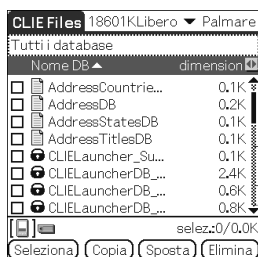 CLIE Files 18601KLibero Palmare
Tutti i database
Nome DB dimension
AddressCountrie... 0.1K
AddressDB 0.2K
AddressStatesDB 0.1K
AddressTitlesDB 0.1K
CLIELauncher_Su... 0.1K
CLIELauncherDB_... 2.4K
CLIELauncherDB_... 0.6K
CLIELauncherDB_... 0.8K
selez.:0/0.0K
Seleziona Copia Sposta Elimina